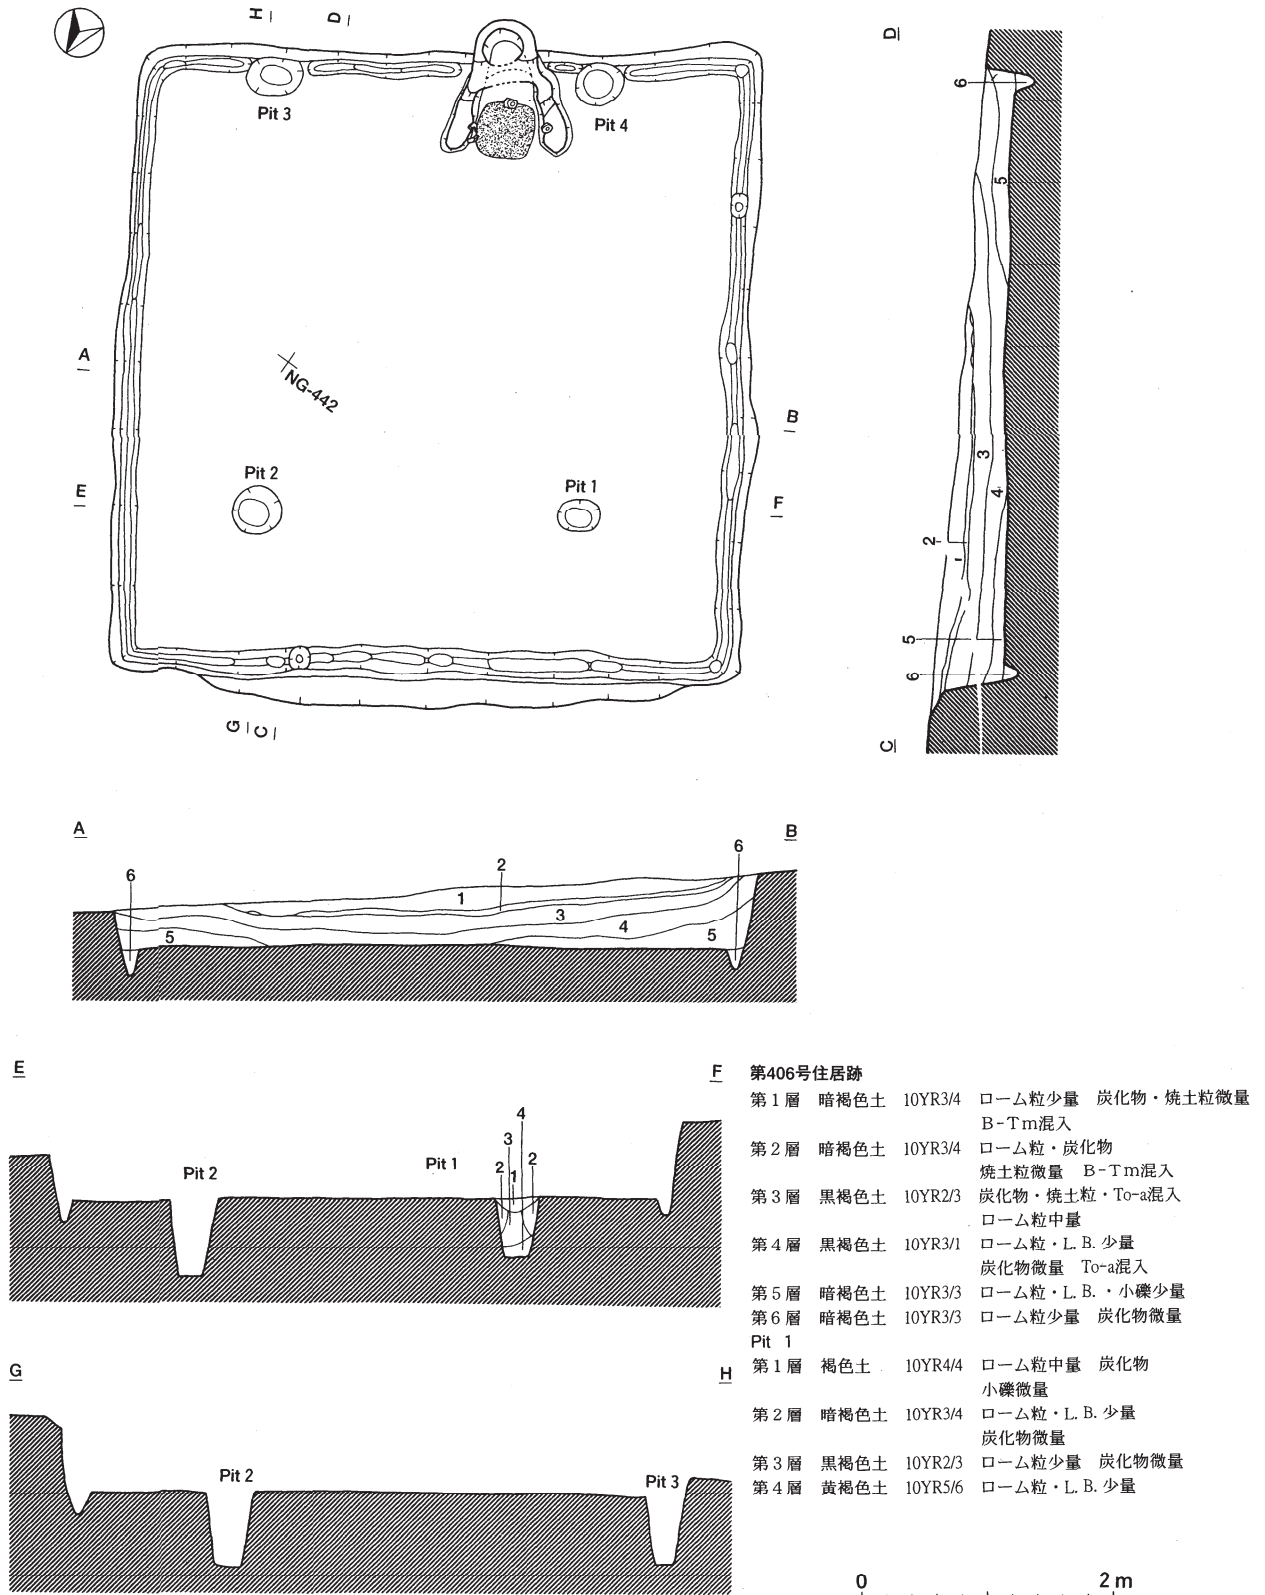 H
D
Pit 3
Pit 4
A
NG-442
B
Pit 2
Pit 1
E
F
G
C
D
6
5
3
4
2
1
5
6
C
A
B
6
2
6
1
3
4
5
5
E
F
4
3
2
1
2
Pit 2
Pit 1
G
H
Pit 2
Pit 3
第406号住居跡
第1層 暗褐色土 10YR3/4 ローム粒少量 炭化物・焼土粒微量
B-Tm混入
第2層 暗褐色土 10YR3/4 ローム粒・炭化物
焼土粒微量 B-Tm混入
第3層 黒褐色土 10YR2/3 炭化物・焼土粒・To-a混入
ローム粒中量
第4層 黒褐色土 10YR3/1 ローム粒・L.B.少量
炭化物微量 To-a混入
第5層 暗褐色土 10YR3/3 ローム粒・L.B.・小礫少量
第6層 暗褐色土 10YR3/3 ローム粒少量 炭化物微量
Pit 1
第1層 褐色土 10YR4/4 ローム粒中量 炭化物
小礫微量
第2層 暗褐色土 10YR3/4 ローム粒・L.B.少量
炭化物微量
第3層 黒褐色土 10YR2/3 ローム粒少量 炭化物微量
第4層 黄褐色土 10YR5/6 ローム粒・L.B.少量
0 2m